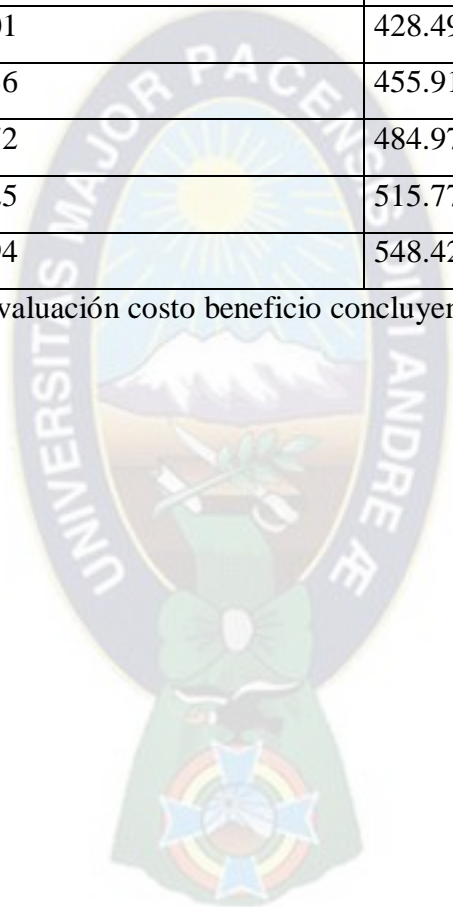 01 428.49
6 455.91
2 484.97
5 515.77
4 548.42
valuación costo beneficio concluyen
UNIVERSITAS MAJOR PACENSIS DIVI ANDRE Æ